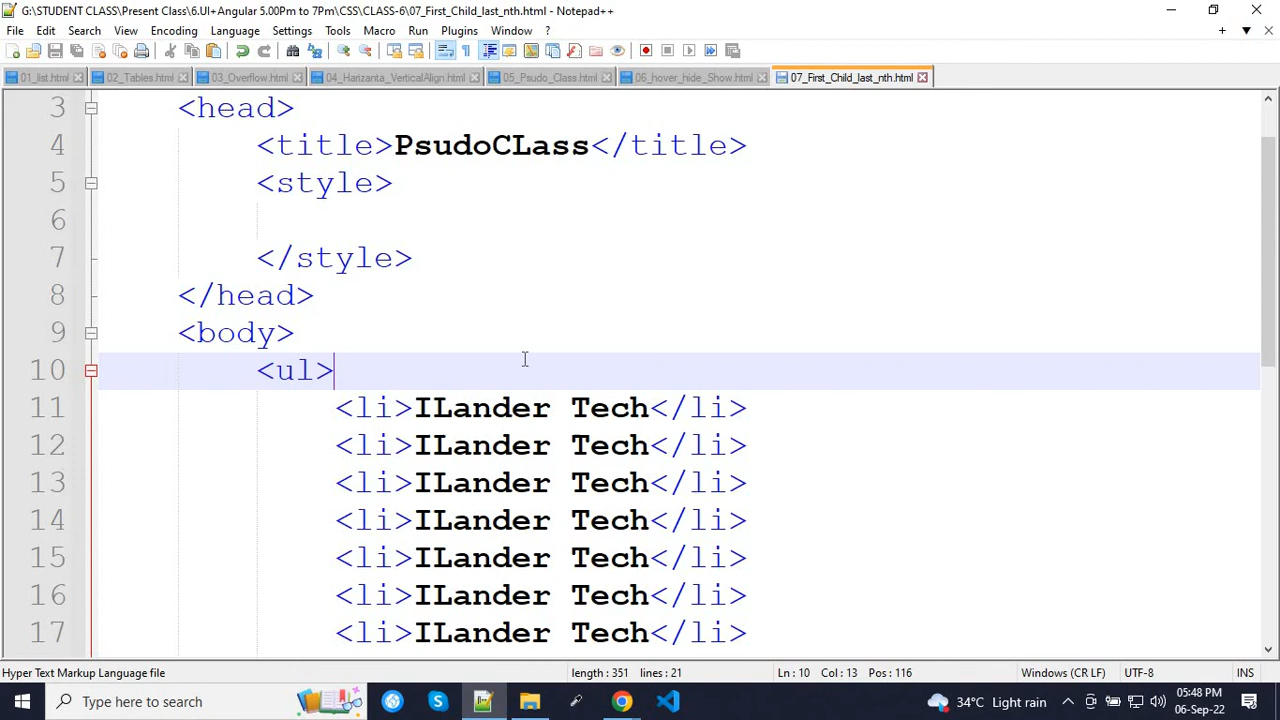 G:\STUDENT CLASS\Present Class\6.UI+Angular 5.00Pm to 7Pm\CSS\CLASS-6\07_First_Child_last_nth.html - Notepad++
File Edit Search View Encoding Language Settings Tools Macro Run Plugins Window ?
01_list.html 02_Tables.html 03_Overflow.html 04_Harizanta_VerticalAlign.html 05_Psudo_Class.html 06_hover_hide_Show.html 07_First_Child_last_nth.html
3 <head>
4 <title>PsudoCLass</title>
5 <style>
6
7 </style>
8 </head>
9 <body>
10 <ul>
11 <li>ILander Tech</li>
12 <li>ILander Tech</li>
13 <li>ILander Tech</li>
14 <li>ILander Tech</li>
15 <li>ILander Tech</li>
16 <li>ILander Tech</li>
17 <li>ILander Tech</li>
Hyper Text Markup Language file length : 351 lines : 21 Ln : 10 Col : 13 Pos : 116 Windows (CR LF) UTF-8 INS
Type here to search 34°C Light rain 05:48 PM
06-Sep-22